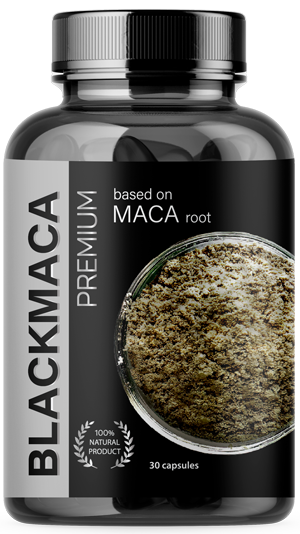 BLACKMACA
PREMIUM
based on
MACA root
100%
NATURAL
PRODUCT
30 capsules